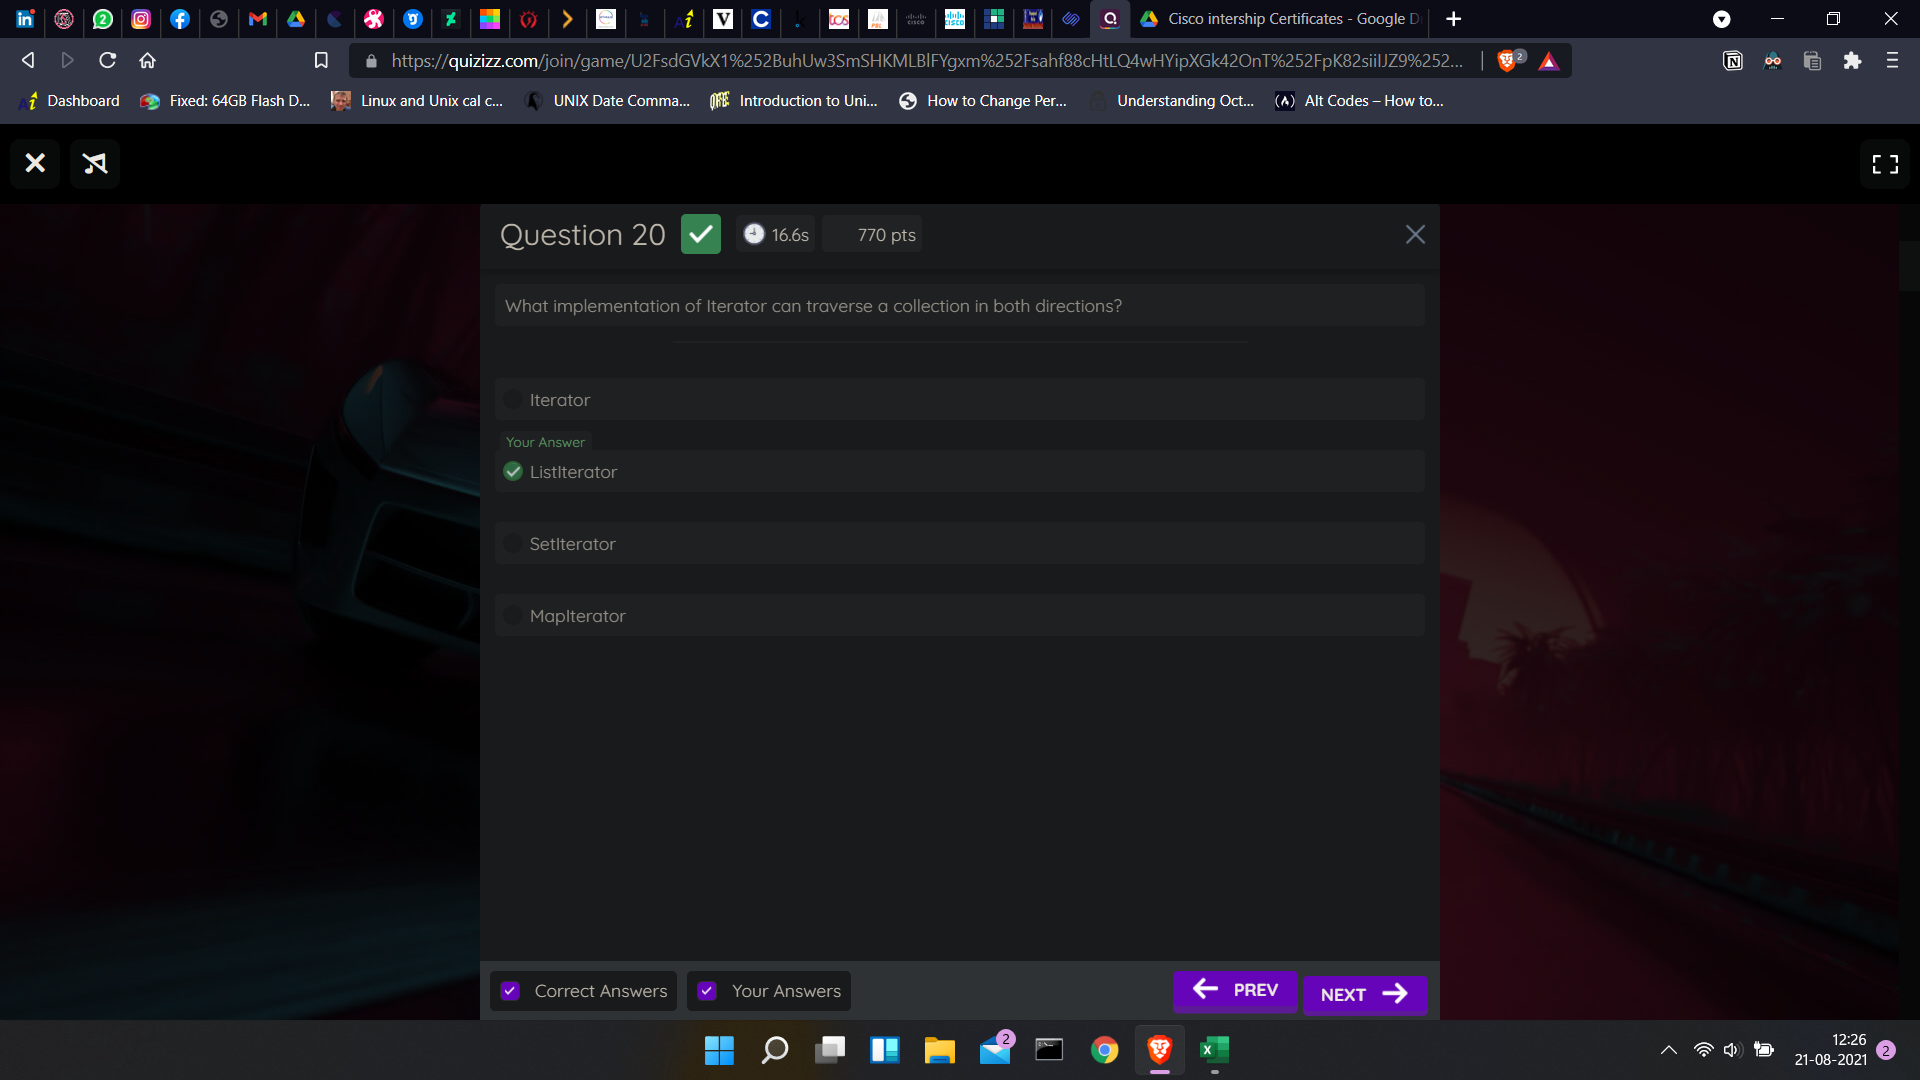 Cisco intership Certificates - Google D
https://quizizz.com/join/game/U2FsdGVkX1%252BuhUw3SmSHKMLBlFYgxm%252Fsahf88cHtLQ4wHYipXGk42OnT%252FpK82siiIJZ9%252...
2
Dashboard
Fixed: 64GB Flash D...
Linux and Unix cal c...
UNIX Date Comma...
Introduction to Uni...
How to Change Per...
Understanding Oct...
Alt Codes – How to...
Question 20
16.6s
770 pts
What implementation of Iterator can traverse a collection in both directions?
Iterator
Your Answer
ListIterator
SetIterator
MapIterator
Correct Answers
Your Answers
PREV
NEXT
2
12:26
21-08-2021
2